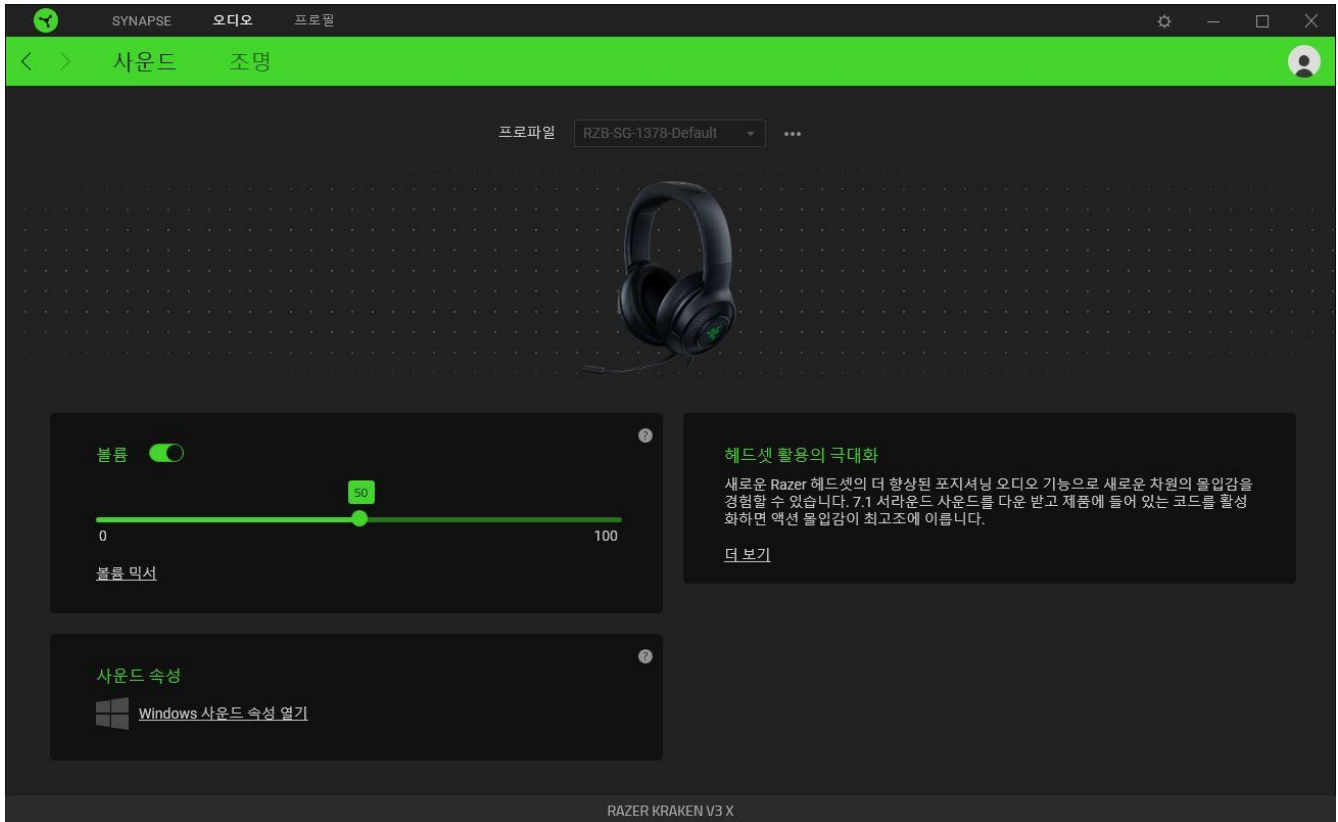 SYNAPSE 오디오 프로필
사운드 조명
프로파일 RZB-SG-1378-Default
볼륨
50
0 100
볼륨 믹서
헤드셋 활용의 극대화
새로운 Razer 헤드셋의 더 향상된 포지셔닝 오디오 기능으로 새로운 차원의 몰입감을
경험할 수 있습니다. 7.1 서라운드 사운드를 다운 받고 제품에 들어 있는 코드를 활성
화하면 액션 몰입감이 최고조에 이릅니다.
더 보기
사운드 속성
Windows 사운드 속성 열기
RAZER KRAKEN V3 X